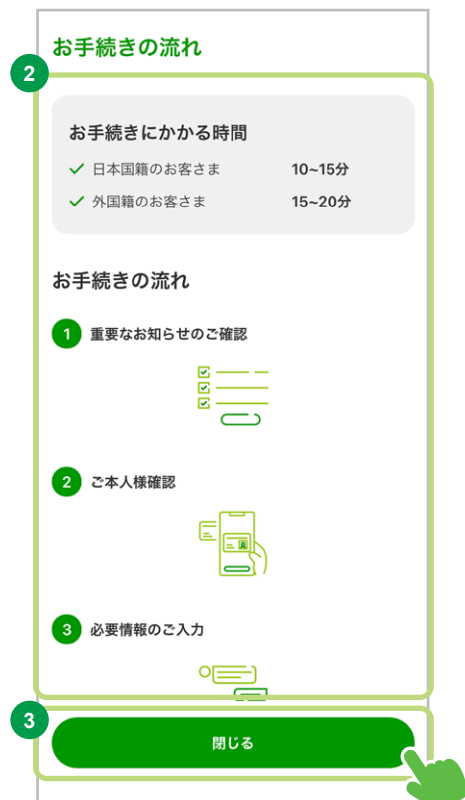 お手続きの流れ
2
お手続きにかかる時間
日本国籍のお客さま 10~15分
外国籍のお客さま 15~20分
お手続きの流れ
1 重要なお知らせのご確認
2 ご本人様確認
3 必要情報のご入力
3
閉じる